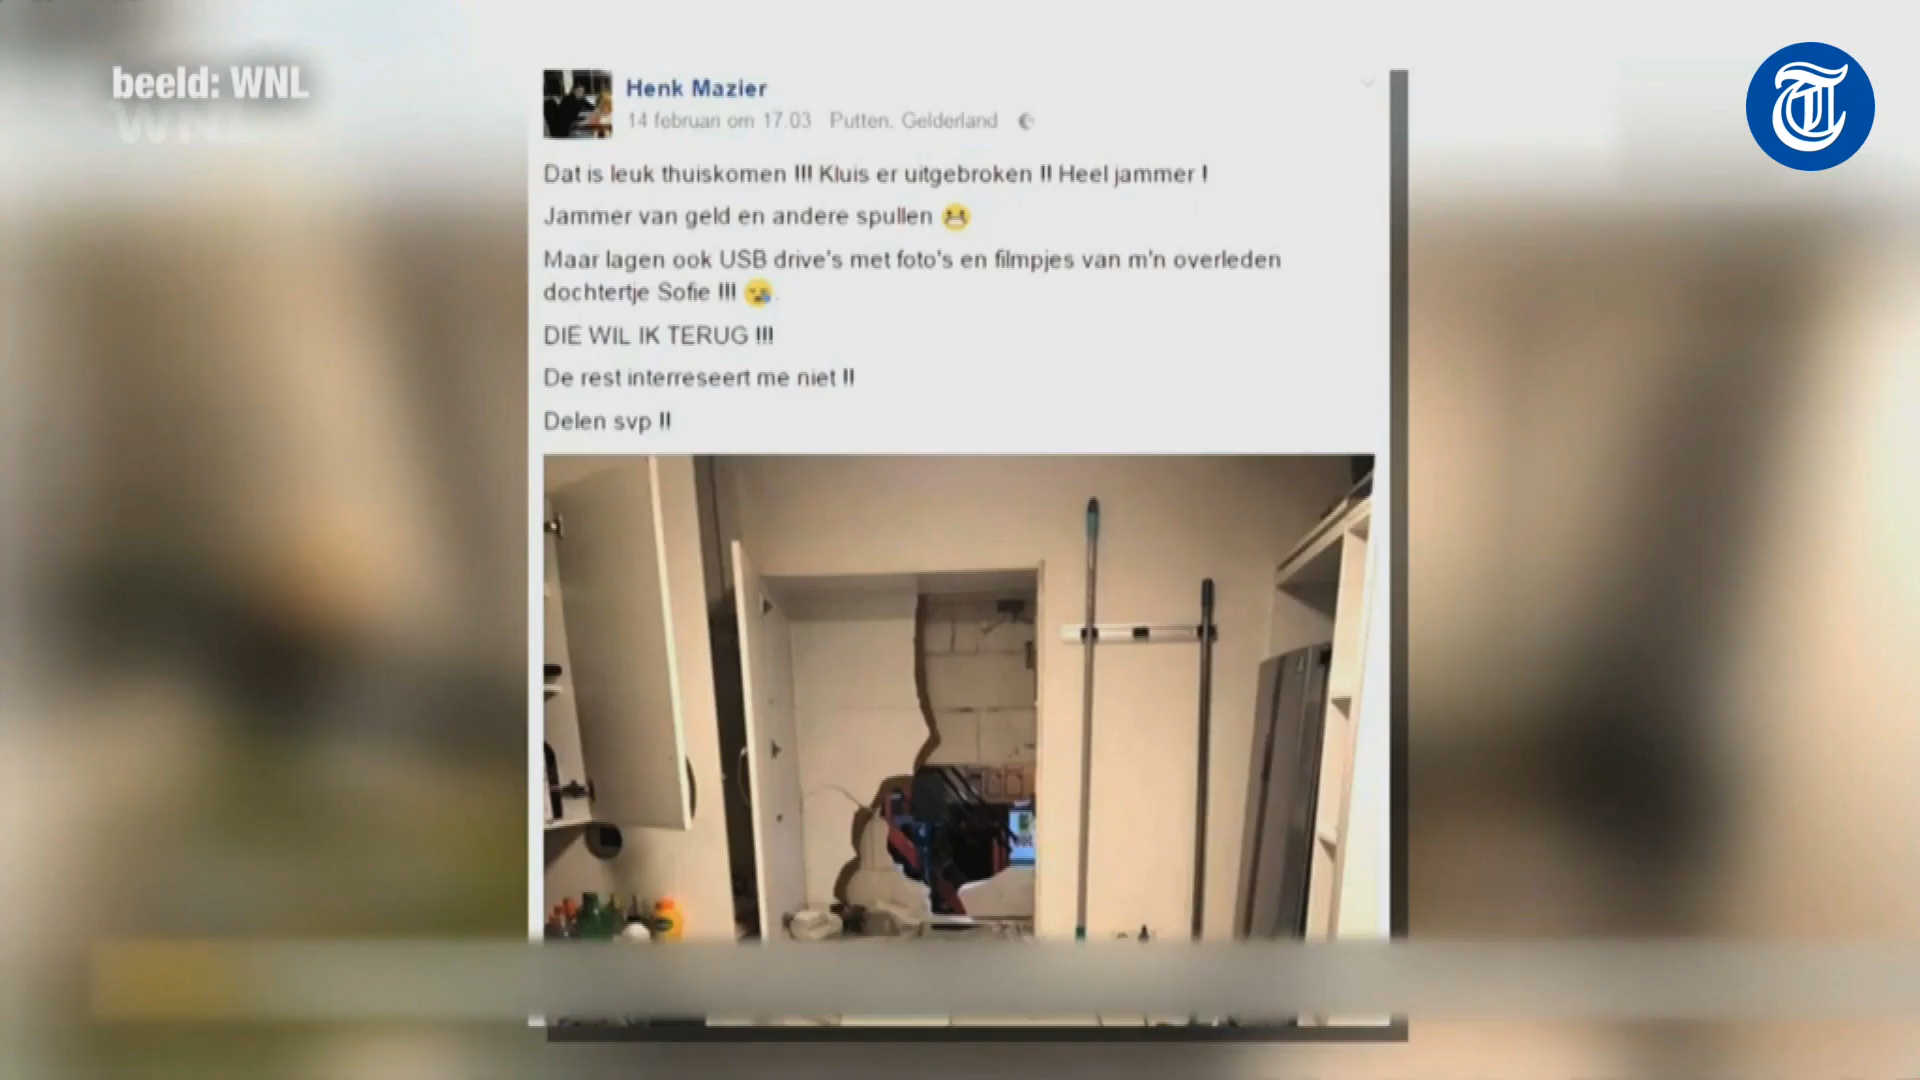 beeld: WNL
Henk Mazier
14 februari om 17.03 Putten, Gelderland
Dat is leuk thuiskomen !!! Kluis er uitgebroken !! Heel jammer !
Jammer van geld en andere spullen
Maar lagen ook USB drive's met foto's en filmpjes van m'n overleden
dochtertje Sofie !!!
DIE WIL IK TERUG !!!
De rest interreseert me niet !!
Delen svp !!